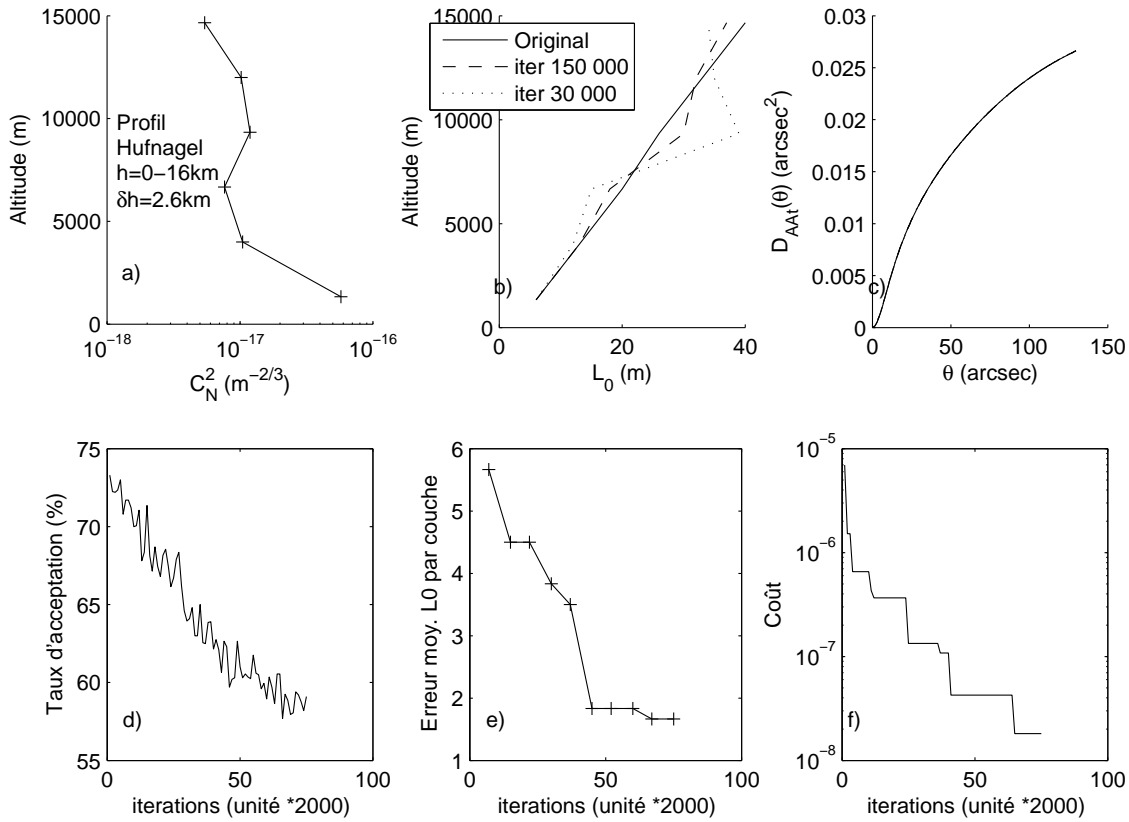 15000
10000
5000
0
Altitude (m)
Profil
Hufnagel
h=0−16km
δh=2.6km
a)
10^−18
10^−17
10^−16
C_N^2 (m^−2/3)
15000
10000
5000
0
Altitude (m)
Original
iter 150 000
iter 30 000
b)
0
20
40
L_0 (m)
0.03
0.025
0.02
0.015
0.01
0.005
0
D_AAt(θ) (arcsec^2)
c)
0
50
100
150
θ (arcsec)
75
70
65
60
55
Taux d'acceptation (%)
d)
0
50
100
iterations (unité *2000)
6
5
4
3
2
1
Erreur moy. L0 par couche
e)
0
50
100
iterations (unité *2000)
10^−5
10^−6
10^−7
10^−8
Coût
f)
0
50
100
iterations (unité *2000)